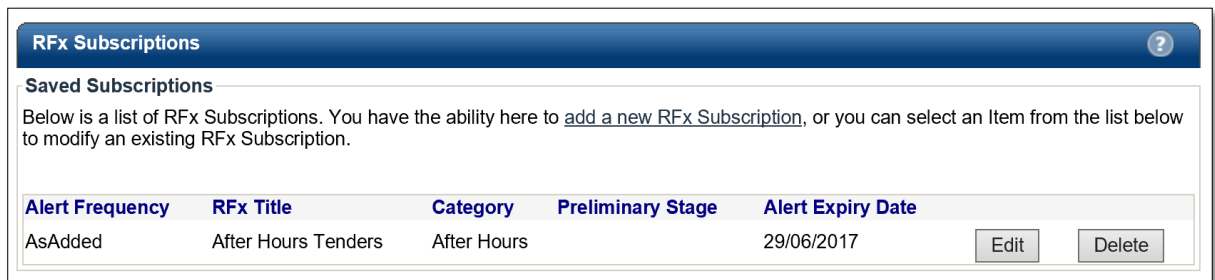 RFx Subscriptions ?
Saved Subscriptions
Below is a list of RFx Subscriptions. You have the ability here to add a new RFx Subscription, or you can select an Item from the list below
to modify an existing RFx Subscription.
Alert Frequency RFx Title Category Preliminary Stage Alert Expiry Date
AsAdded After Hours Tenders After Hours 29/06/2017 Edit Delete